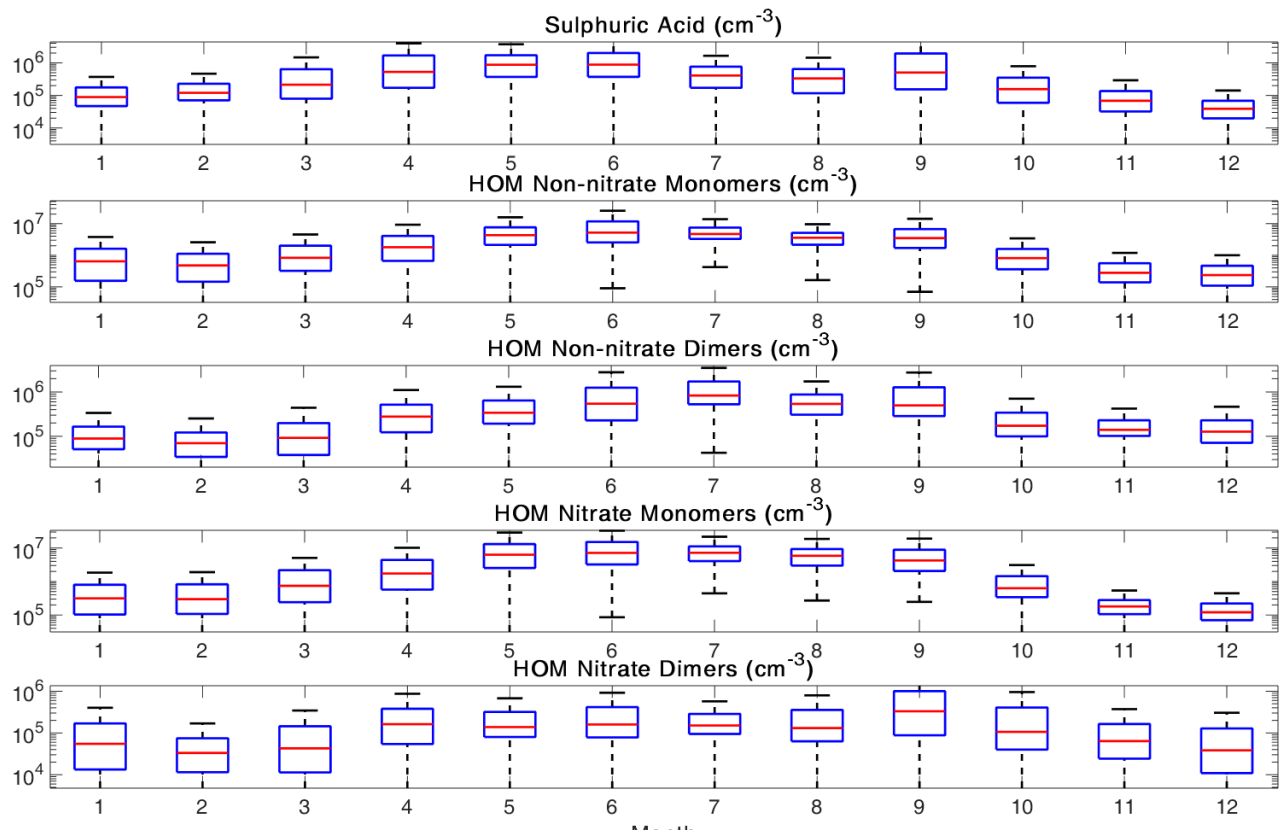 Sulphuric Acid (cm-3)
10^6
10^5
10^4
1 2 3 4 5 6 7 8 9 10 11 12
HOM Non-nitrate Monomers (cm-3)
10^7
10^5
1 2 3 4 5 6 7 8 9 10 11 12
HOM Non-nitrate Dimers (cm-3)
10^6
10^5
1 2 3 4 5 6 7 8 9 10 11 12
HOM Nitrate Monomers (cm-3)
10^7
10^5
1 2 3 4 5 6 7 8 9 10 11 12
HOM Nitrate Dimers (cm-3)
10^6
10^5
10^4
1 2 3 4 5 6 7 8 9 10 11 12
Month